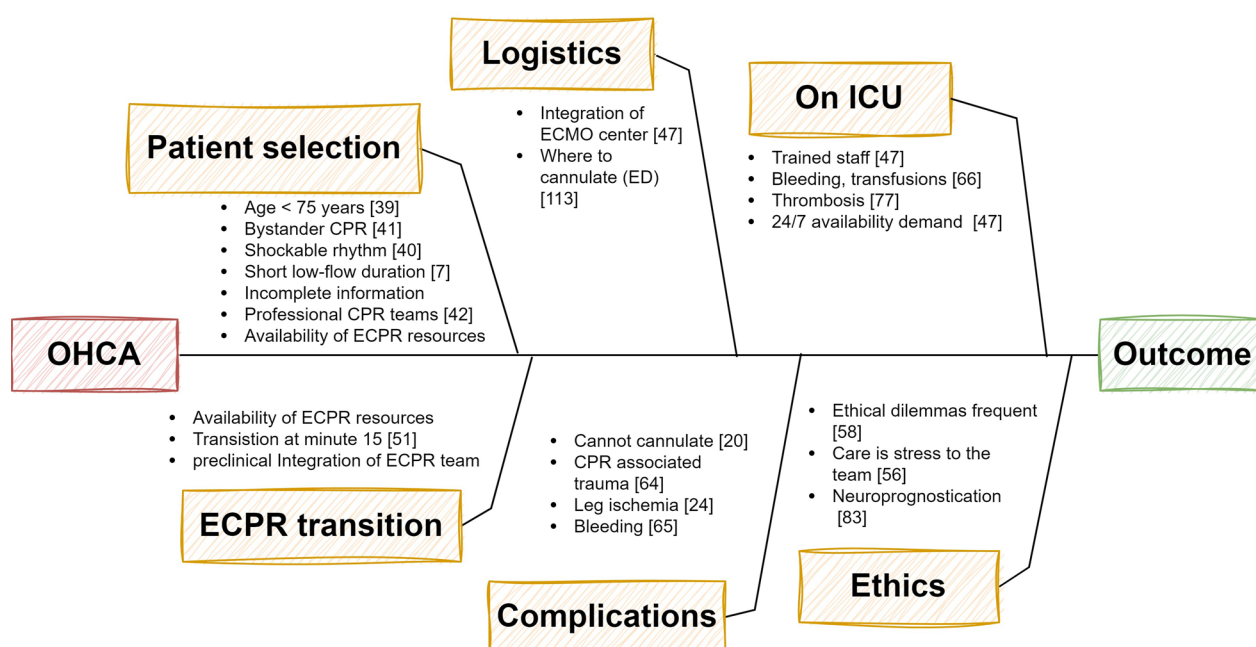 Logistics
• Integration of
ECMO center [47]
• Where to
cannulate (ED)
[113]
On ICU
• Trained staff [47]
• Bleeding, transfusions [66]
• Thrombosis [77]
• 24/7 availability demand [47]
Patient selection
• Age < 75 years [39]
• Bystander CPR [41]
• Shockable rhythm [40]
• Short low-flow duration [7]
• Incomplete information
• Professional CPR teams [42]
• Availability of ECPR resources
OHCA
Outcome
• Availability of ECPR resources
• Transistion at minute 15 [51]
• preclinical Integration of ECPR team
ECPR transition
• Cannot cannulate [20]
• CPR associated
trauma [64]
• Leg ischemia [24]
• Bleeding [65]
Complications
• Ethical dilemmas frequent
[58]
• Care is stress to the
team [56]
• Neuroprognostication
[83]
Ethics